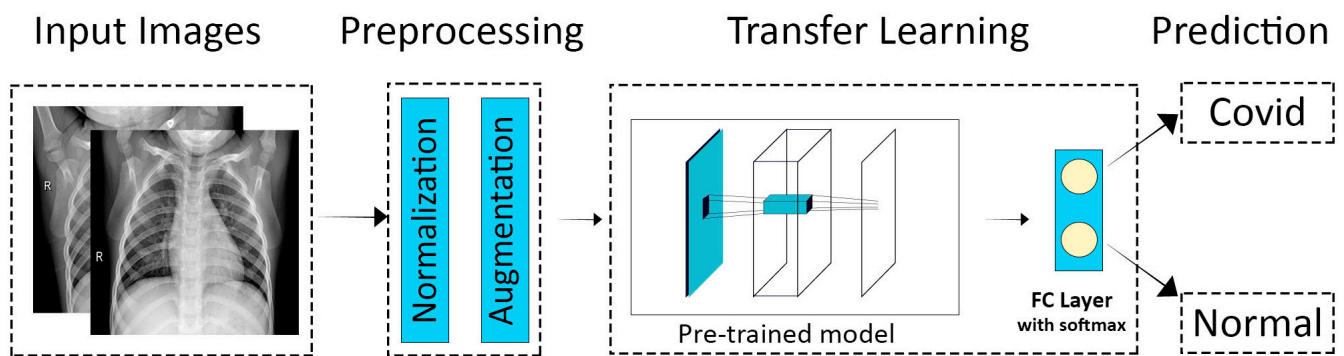 Input Images
Preprocessing
Transfer Learning
Prediction
R
R
Normalization
Augmentation
Pre-trained model
FC Layer
with softmax
Covid
Normal